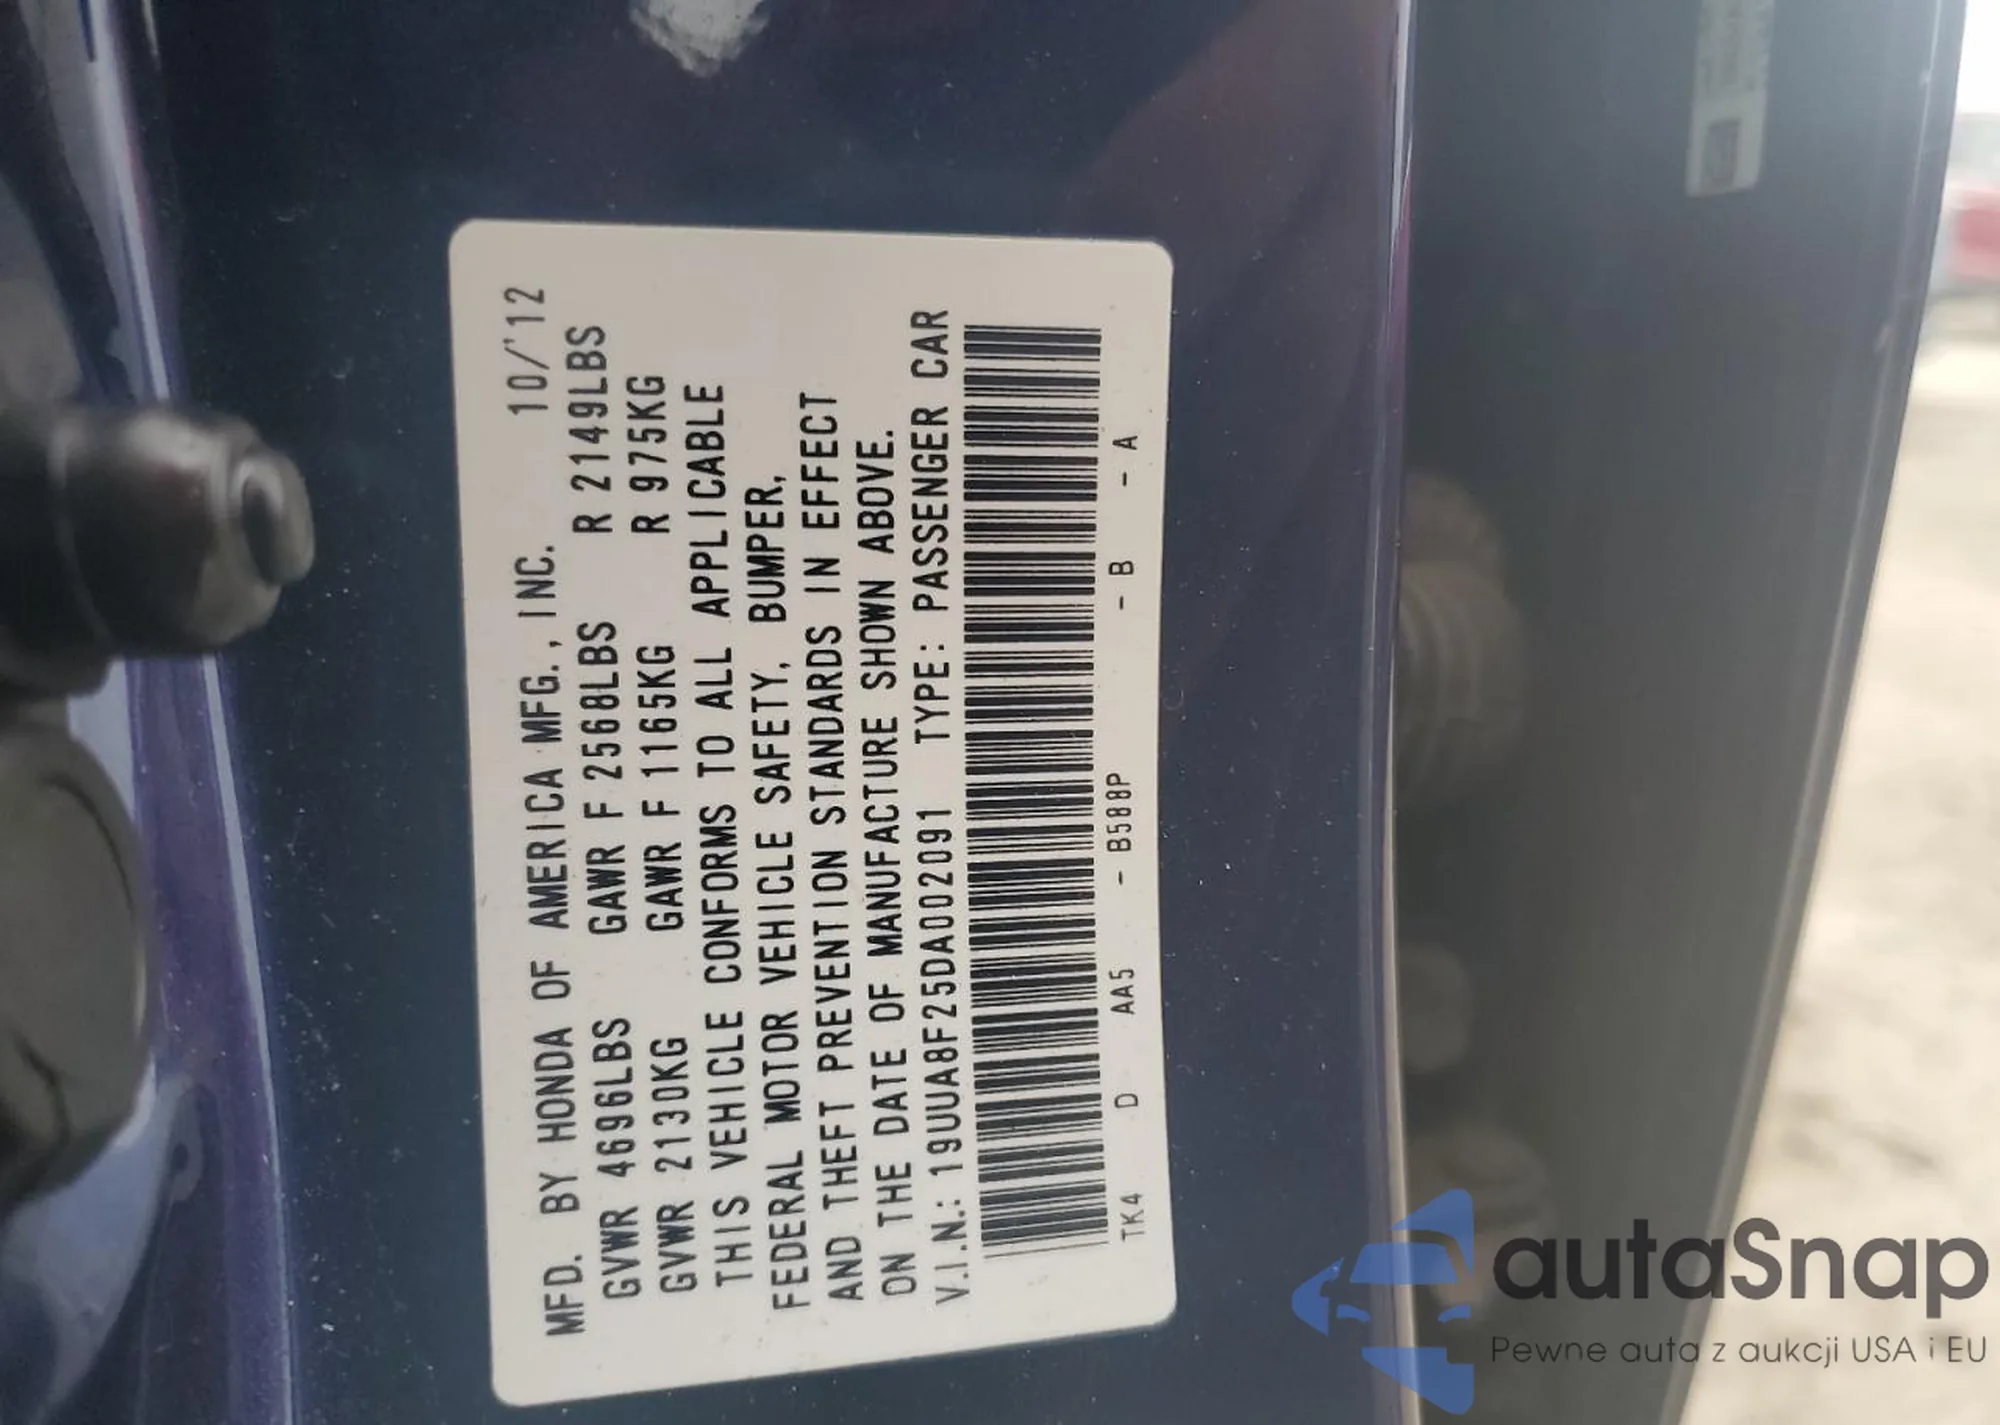 MFD. BY HONDA OF AMERICA MFG., INC. 10/'12
GVWR 4696LBS GAWR F 2568LBS R 2149LBS
GVWR 2130KG GAWR F 1165KG R 975KG
THIS VEHICLE CONFORMS TO ALL APPLICABLE
FEDERAL MOTOR VEHICLE SAFETY, BUMPER,
AND THEFT PREVENTION STANDARDS IN EFFECT
ON THE DATE OF MANUFACTURE SHOWN ABOVE.
V.I.N.: 19UUA8F25DA002091 TYPE: PASSENGER CAR
TK4 D AA5 - B588P - B - A
autaSnap
Pewne auta z aukcji USA i EU